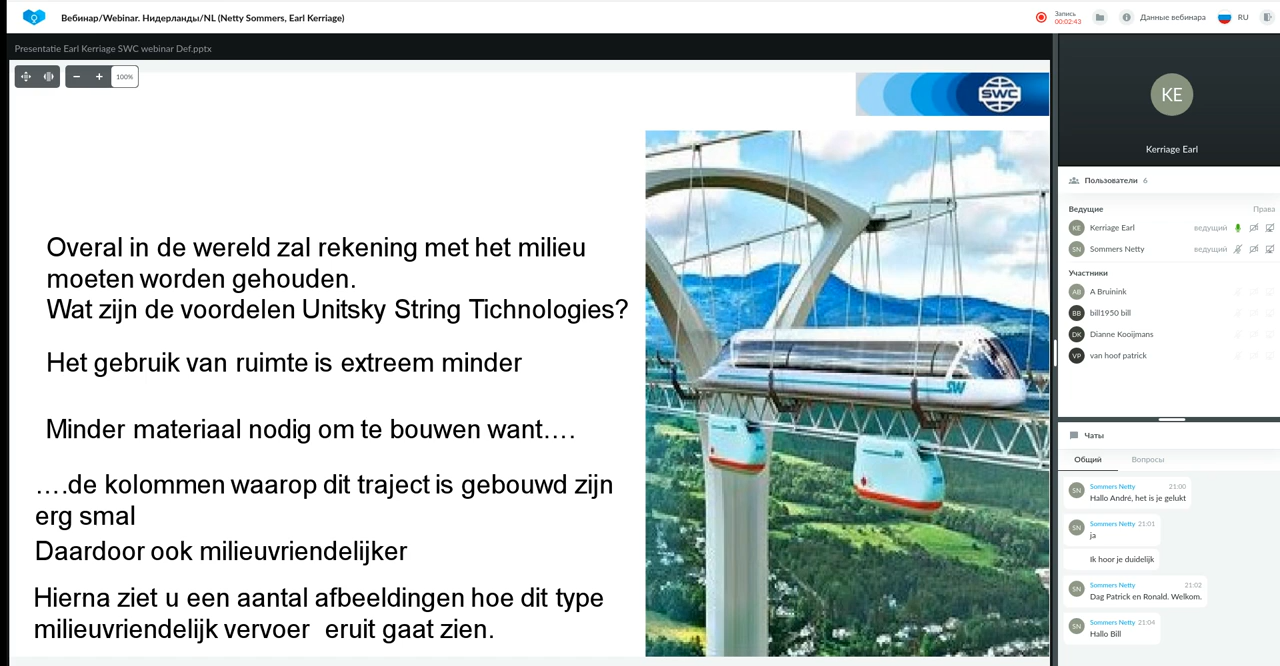 Вебинар/Webinar. Нидерланды/NL (Netty Sommers, Earl Kerriage)
Запись
00:02:43
Данные вебинара
RU
Presentatie Earl Kerriage SWC webinar Def.pptx
100%
SWC
Overal in de wereld zal rekening met het milieu
moeten worden gehouden.
Wat zijn de voordelen Unitsky String Tichnologies?
Het gebruik van ruimte is extreem minder
Minder materiaal nodig om te bouwen want….
….de kolommen waarop dit traject is gebouwd zijn
erg smal
Daardoor ook milieuvriendelijker
Hierna ziet u een aantal afbeeldingen hoe dit type
milieuvriendelijk vervoer eruit gaat zien.
SW
KE
Kerriage Earl
Пользователи 6
Ведущие Права
KE Kerriage Earl ведущий
SN Sommers Netty ведущий
Участники
AB A Bruinink
BB bill1950 bill
DK Dianne Kooijmans
VP van hoof patrick
Чаты
Общий Вопросы
SN Sommers Netty 21:00
Hallo André, het is je gelukt
SN Sommers Netty 21:01
ja
Ik hoor je duidelijk
SN Sommers Netty 21:02
Dag Patrick en Ronald. Welkom.
SN Sommers Netty 21:04
Hallo Bill